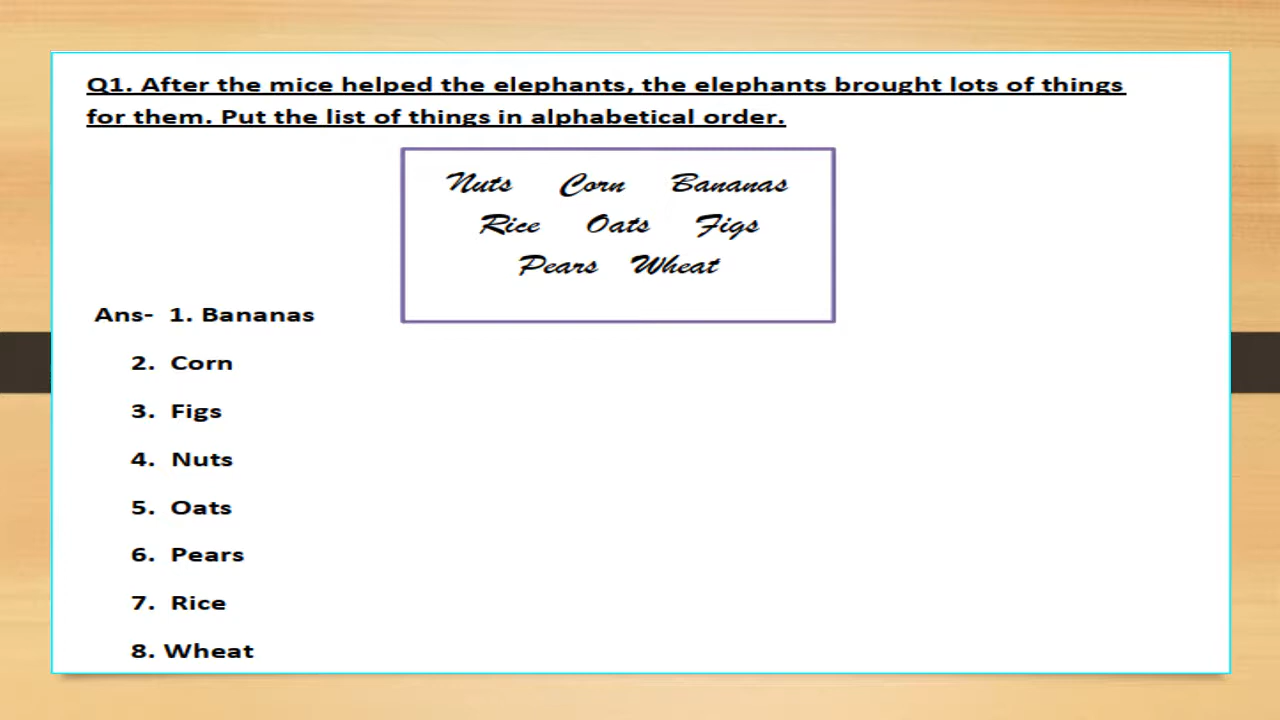 Q1. After the mice helped the elephants, the elephants brought lots of things
for them. Put the list of things in alphabetical order.
Nuts Corn Bananas
Rice Oats Figs
Pears Wheat
Ans- 1. Bananas
2. Corn
3. Figs
4. Nuts
5. Oats
6. Pears
7. Rice
8. Wheat